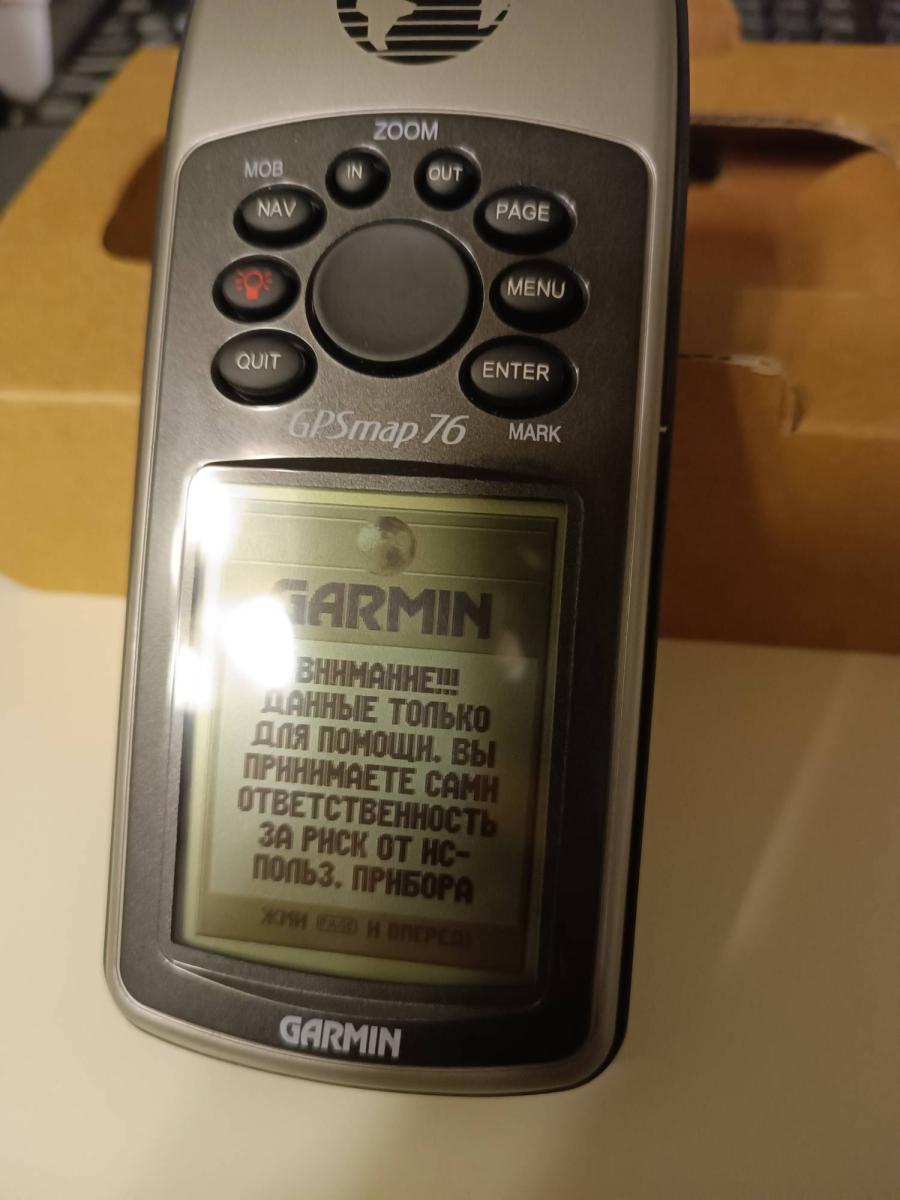 ZOOM
MOB
IN
OUT
NAV
PAGE
MENU
QUIT
ENTER
GPSmap 76
MARK
GARMIN
ВНИМАНИЕ!!!
ДАННЫЕ ТОЛЬКО
ДЛЯ ПОМОЩИ. ВЫ
ПРИНИМАЕТЕ САМИ
ОТВЕТСТВЕННОСТЬ
ЗА РИСК ОТ ИС-
ПОЛЬЗ. ПРИБОРА
ЖМИ PAGE И ВПЕРЕД!
GARMIN